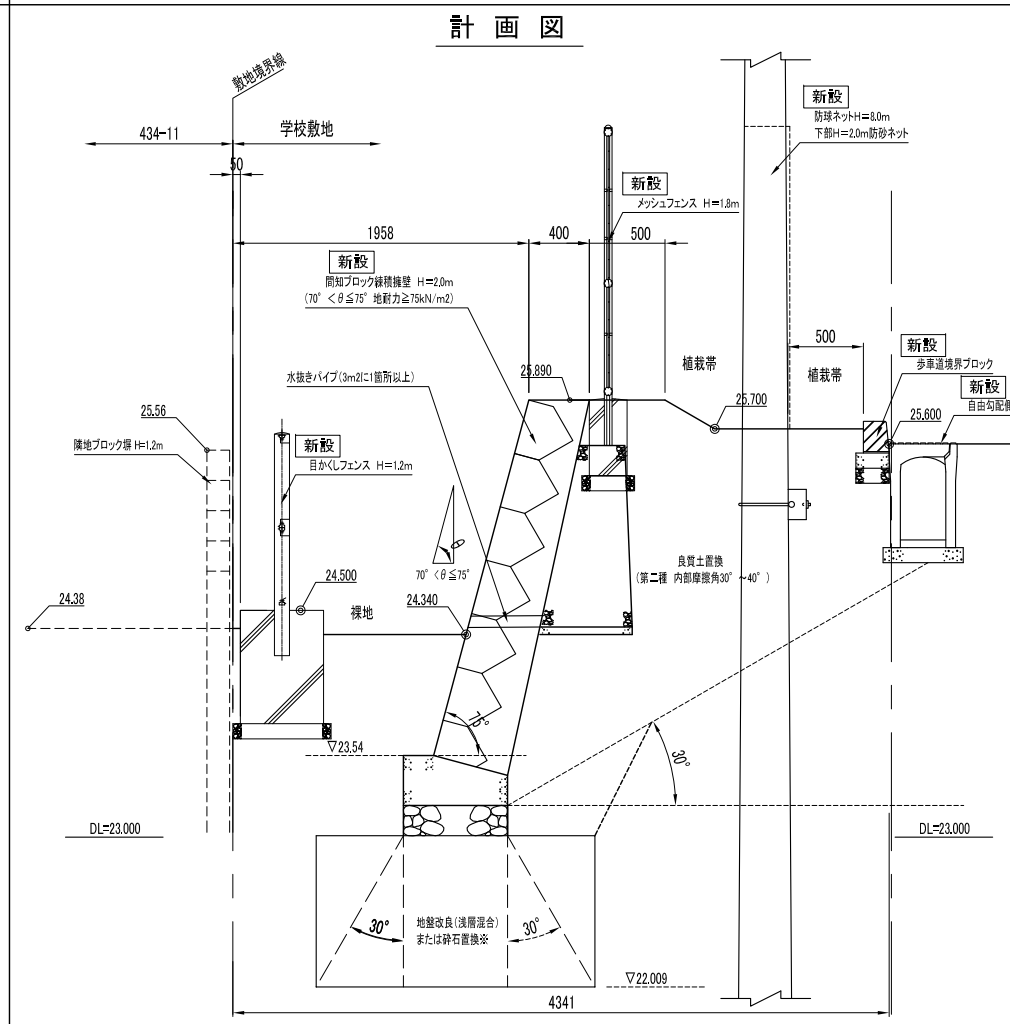 計画図
敷地境界線
434-11
学校敷地
50
新設
防球ネットH=8.0m
下部H=2.0m防砂ネット
新設
メッシュフェンス H=1.8m
1958
400
500
新設
間知ブロック練積擁壁 H=2.0m
(70° <θ≦75° 地耐力≧75kN/m2)
500
新設
歩車道境界ブロック
水抜きパイプ(3m2に1箇所以上)
25.890
植栽帯
植栽帯
新設
自由勾配側
25.700
25.600
25.56
隣地ブロック塀 H=1.2m
新設
目かくしフェンス H=1.2m
70° <θ≦75°
良質土置換
(第二種 内部摩擦角30° ~40° )
24.500
24.38
裸地
24.340
75°
▽23.54
30°
DL=23.000
DL=23.000
30°
地盤改良(浅層混合)
または砕石置換※
30°
▽22.009
4341